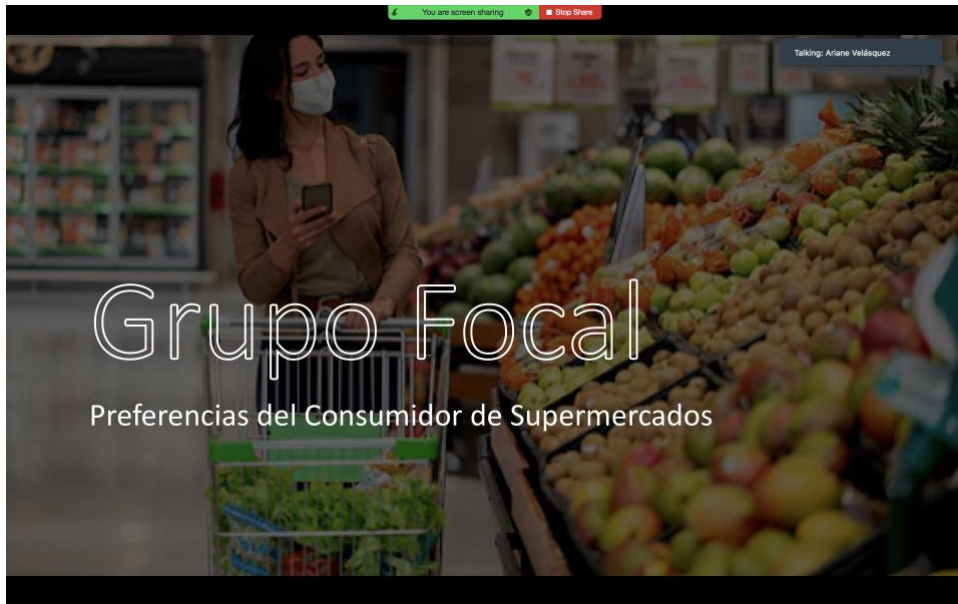 You are screen sharing
Stop Share
Talking: Ariane Velásquez
Grupo Focal
Preferencias del Consumidor de Supermercados